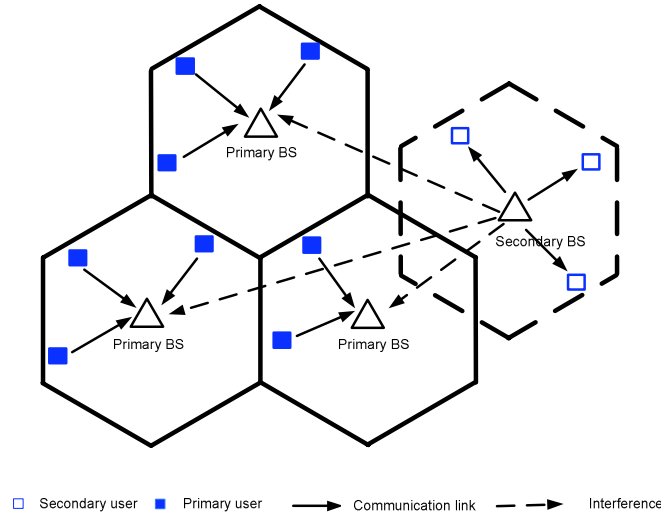 Primary BS
Secondary BS
Primary BS
Primary BS
Secondary user
Primary user
Communication link
Interference